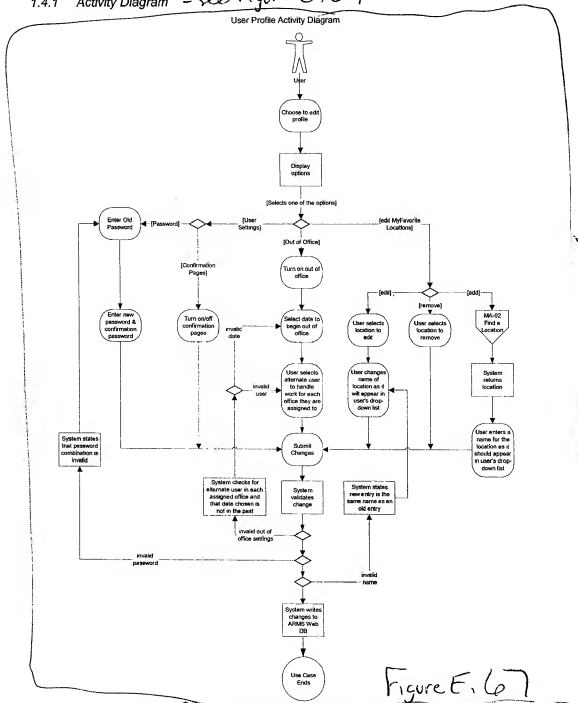 1.4.1 Activity Diagram - see Figure E.67
User Profile Activity Diagram
User
Choose to edit
profile
Display
options
[Selects one of the options]
Enter Old
Password
[Password]
[User
Settings]
[edit MyFavorite
Locations]
[Out of Office]
[Confirmation
Pages]
Turn on out of
office
[edit]
[remove]
[add]
Enter new
password &
confirmation
password
Turn on/off
confirmation
pages
invalid
date
Select date to
begin out of
office
User selects
location to
edit
User selects
location to
remove
MA-02
Find a
Location
invalid
user
User selects
alternate user
to handle
work for each
office they are
assigned to
User changes
name of
location as it
will appear in
user's drop-
down list
System
returns
location
System states
that password
combination is
invalid
Submit
Changes
User enters a
name for the
location as it
should appear
in user's drop-
down list
System checks for
alternate user in each
assigned office and
that date chosen is
not in the past
System
validates
change
System states
new entry is the
same name as an
old entry
invalid out of
office settings
invalid
password
invalid
name
System writes
changes to
ARMS Web
DB
Use Case
Ends
Figure E.67